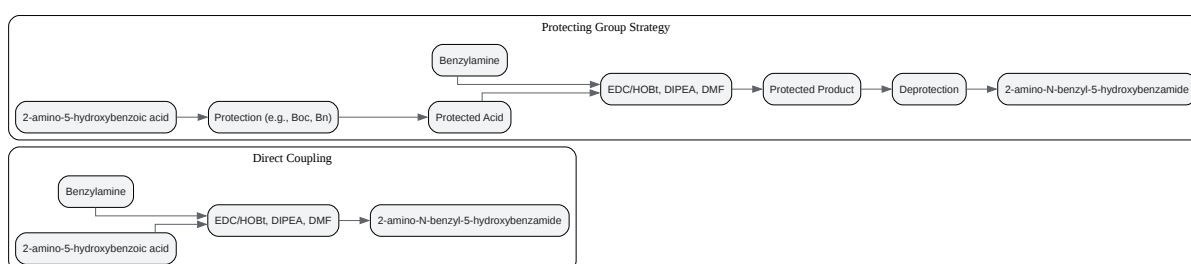 Protecting Group Strategy
Benzylamine
2-amino-5-hydroxybenzoic acid
Protection (e.g., Boc, Bn)
Protected Acid
EDC/HOBt, DIPEA, DMF
Protected Product
Deprotection
2-amino-N-benzyl-5-hydroxybenzamide
Direct Coupling
Benzylamine
2-amino-5-hydroxybenzoic acid
EDC/HOBt, DIPEA, DMF
2-amino-N-benzyl-5-hydroxybenzamide